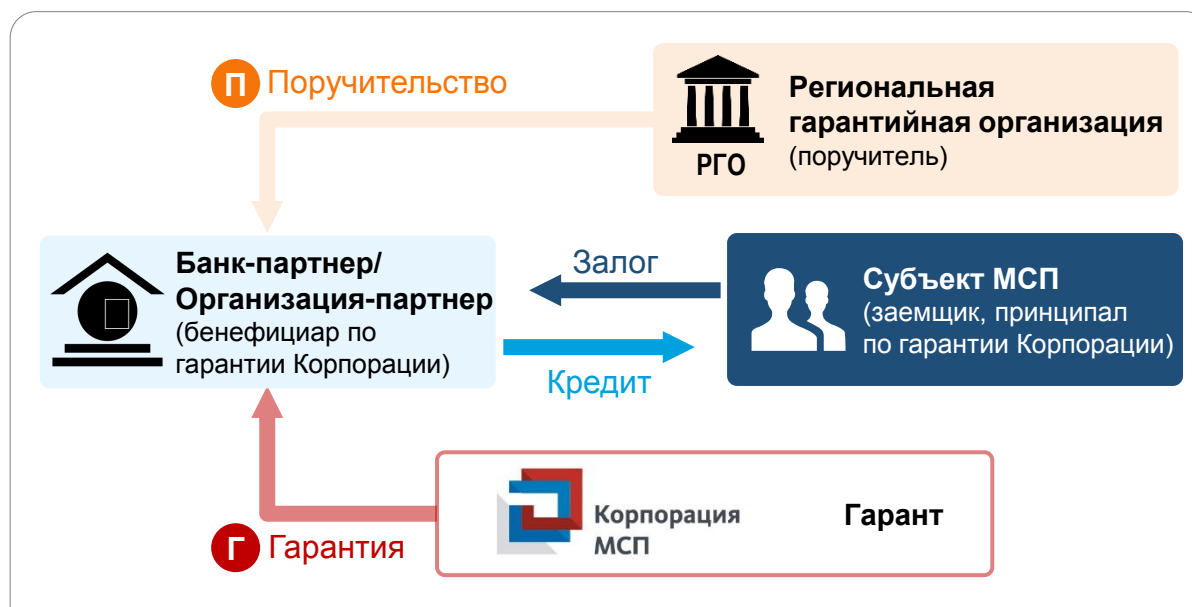 П Поручительство
Региональная
гарантийная организация
(поручитель)
РГО
Банк-партнер/
Организация-партнер
(бенефициар по
гарантии Корпорации)
Залог
Кредит
Субъект МСП
(заемщик, принципал
по гарантии Корпорации)
Г Гарантия
Корпорация
МСП
Гарант